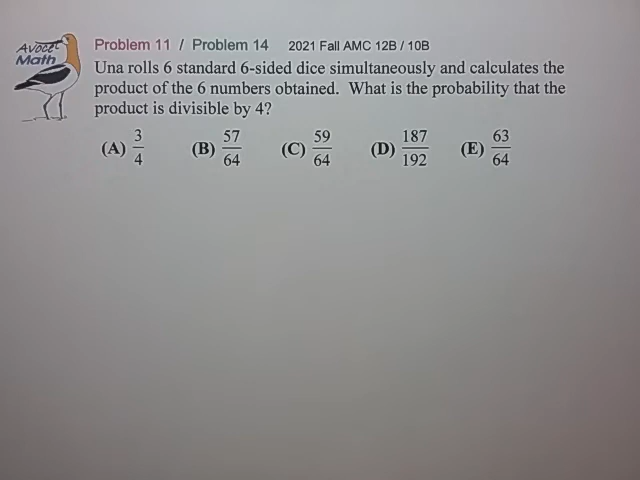 Avocet
Math
Problem 11 / Problem 14 2021 Fall AMC 12B / 10B
Una rolls 6 standard 6-sided dice simultaneously and calculates the
product of the 6 numbers obtained. What is the probability that the
product is divisible by 4?
(A) 3/4 (B) 57/64 (C) 59/64 (D) 187/192 (E) 63/64